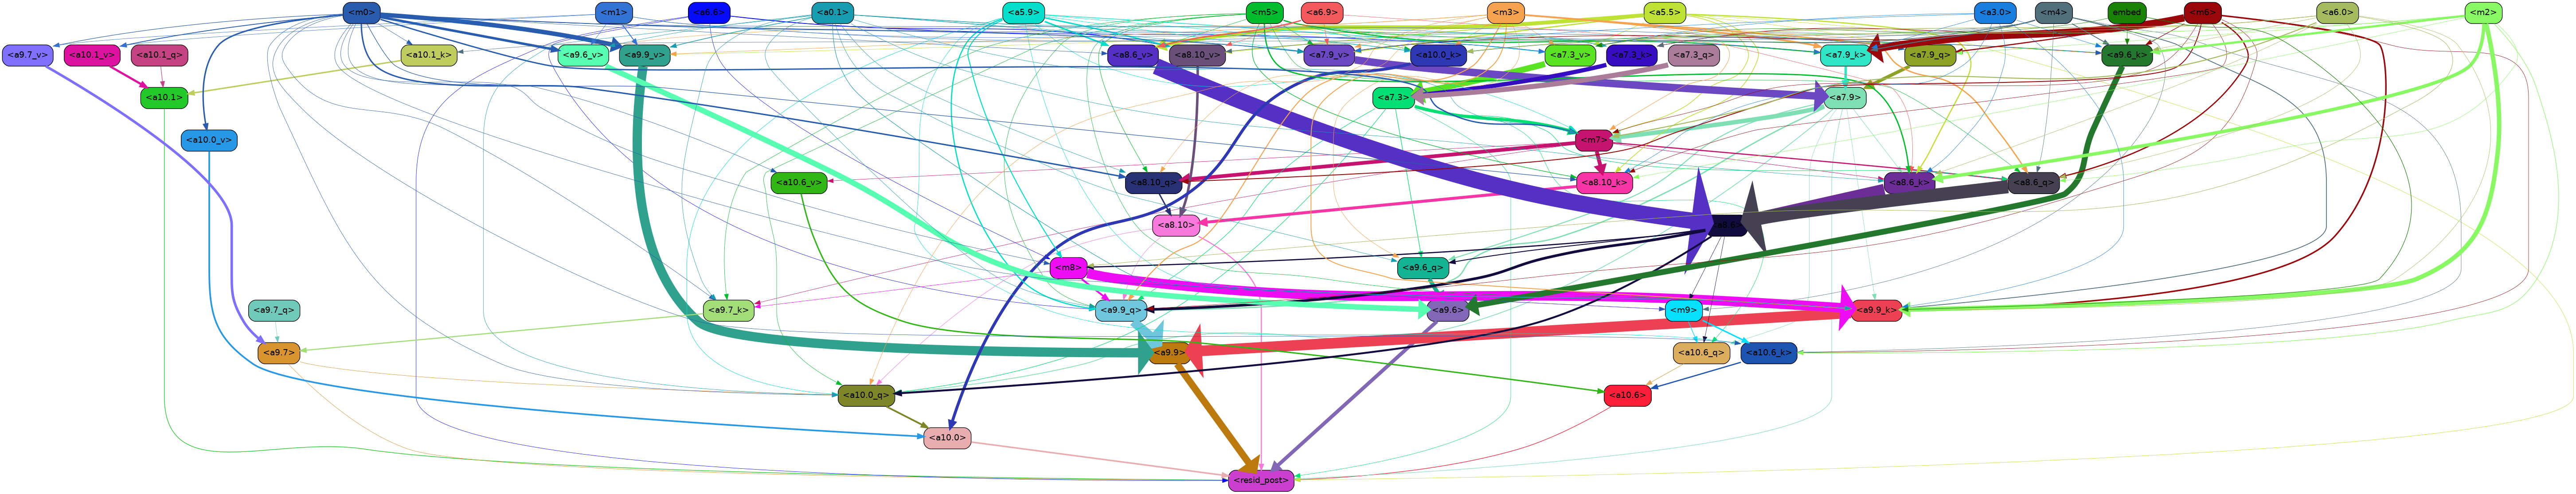 <m0> <m1> <a6.6> <a0.1> <a5.9> <m5> <a6.9> <m3> <a5.5> <a3.0> <m4> embed <m6> <a6.0> <m2>
<a9.7_v> <a10.1_v> <a10.1_q> <a10.1_k> <a9.6_v> <a9.9_v> <a8.6_v> <a8.10_v> <a7.9_v> <a10.0_k> <a7.3_v> <a7.3_k> <a7.3_q> <a7.9_k> <a7.9_q> <a9.6_k>
<a10.1> <a7.3> <a7.9>
<a10.0_v> <m7>
<a10.6_v> <a8.10_q> <a8.10_k> <a8.6_k> <a8.6_q>
<a8.10>
<m8> <a9.6_q>
<a9.7_q> <a9.7_k> <a9.9_q> <a9.6> <m9> <a9.9_k>
<a9.7> <a9.9> <a10.6_q> <a10.6_k>
<a10.0_q> <a10.6>
<a10.0>
<resid_post>